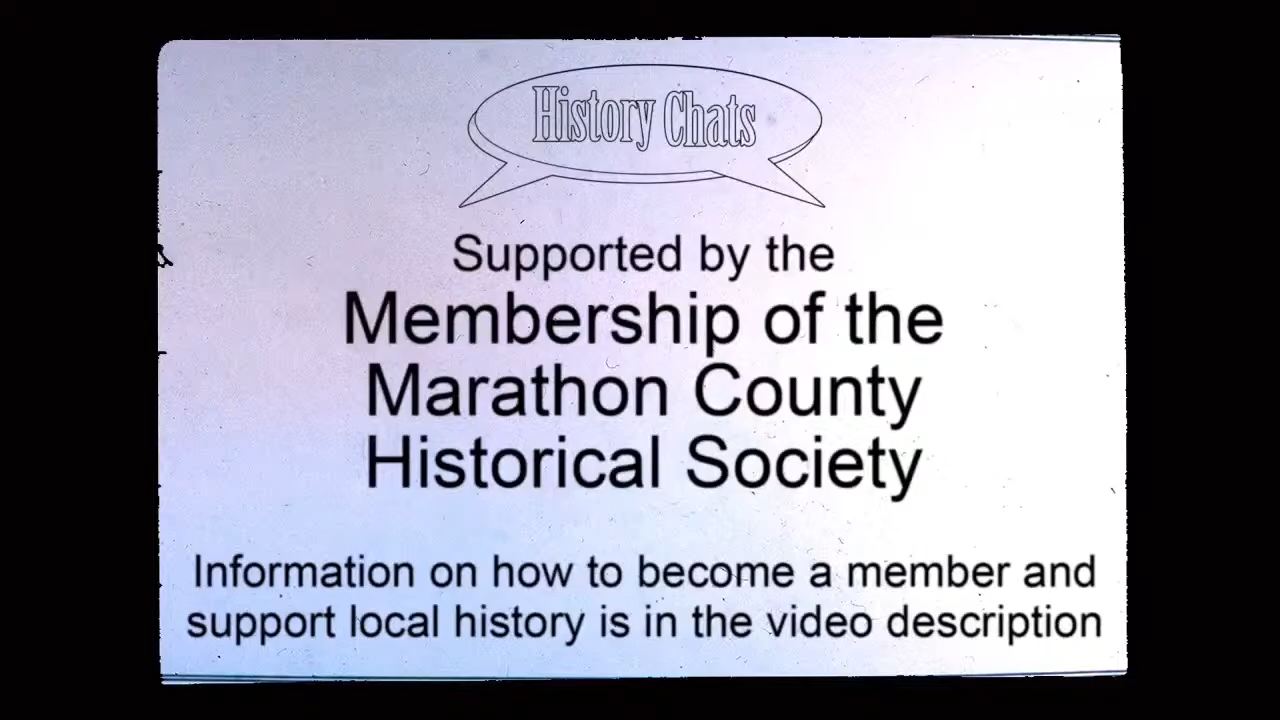 History Chats
Supported by the
Membership of the
Marathon County
Historical Society
Information on how to become a member and
support local history is in the video description